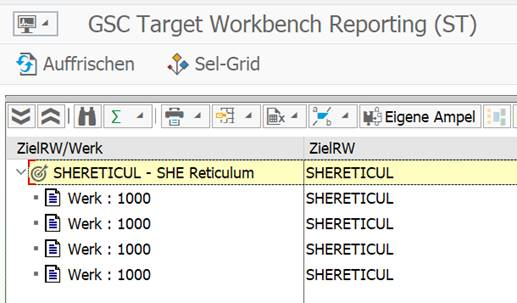 GSC Target Workbench Reporting (ST)
Auffrischen Sel-Grid
Eigene Ampel
ZielRW/Werk ZielRW
SHERETICUL - SHE Reticulum SHERETICUL
Werk : 1000 SHERETICUL
Werk : 1000 SHERETICUL
Werk : 1000 SHERETICUL
Werk : 1000 SHERETICUL